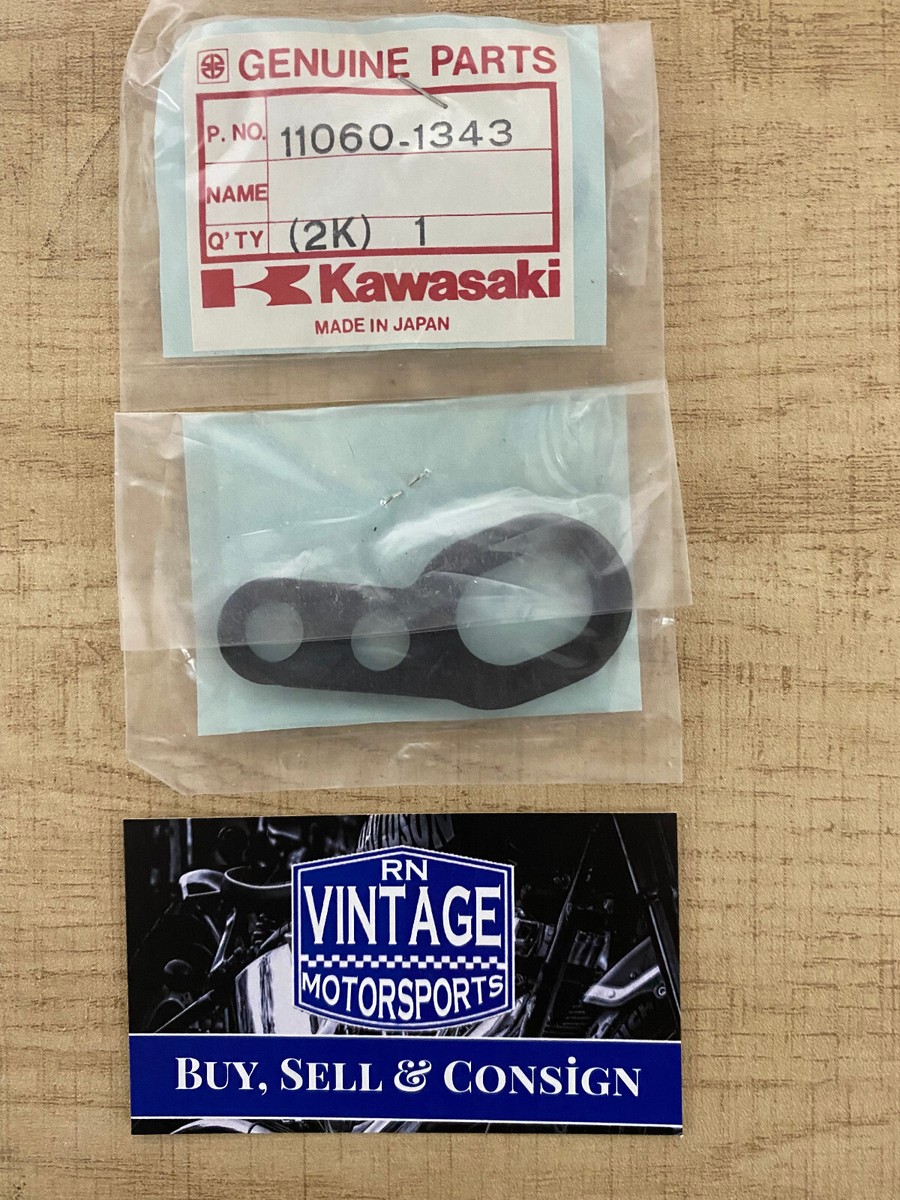 GENUINE PARTS
P. NO. 11060-1343
NAME
Q'TY (2K) 1
Kawasaki
MADE IN JAPAN
RN
VINTAGE
MOTORSPORTS
BUY, SELL & CONSiGN